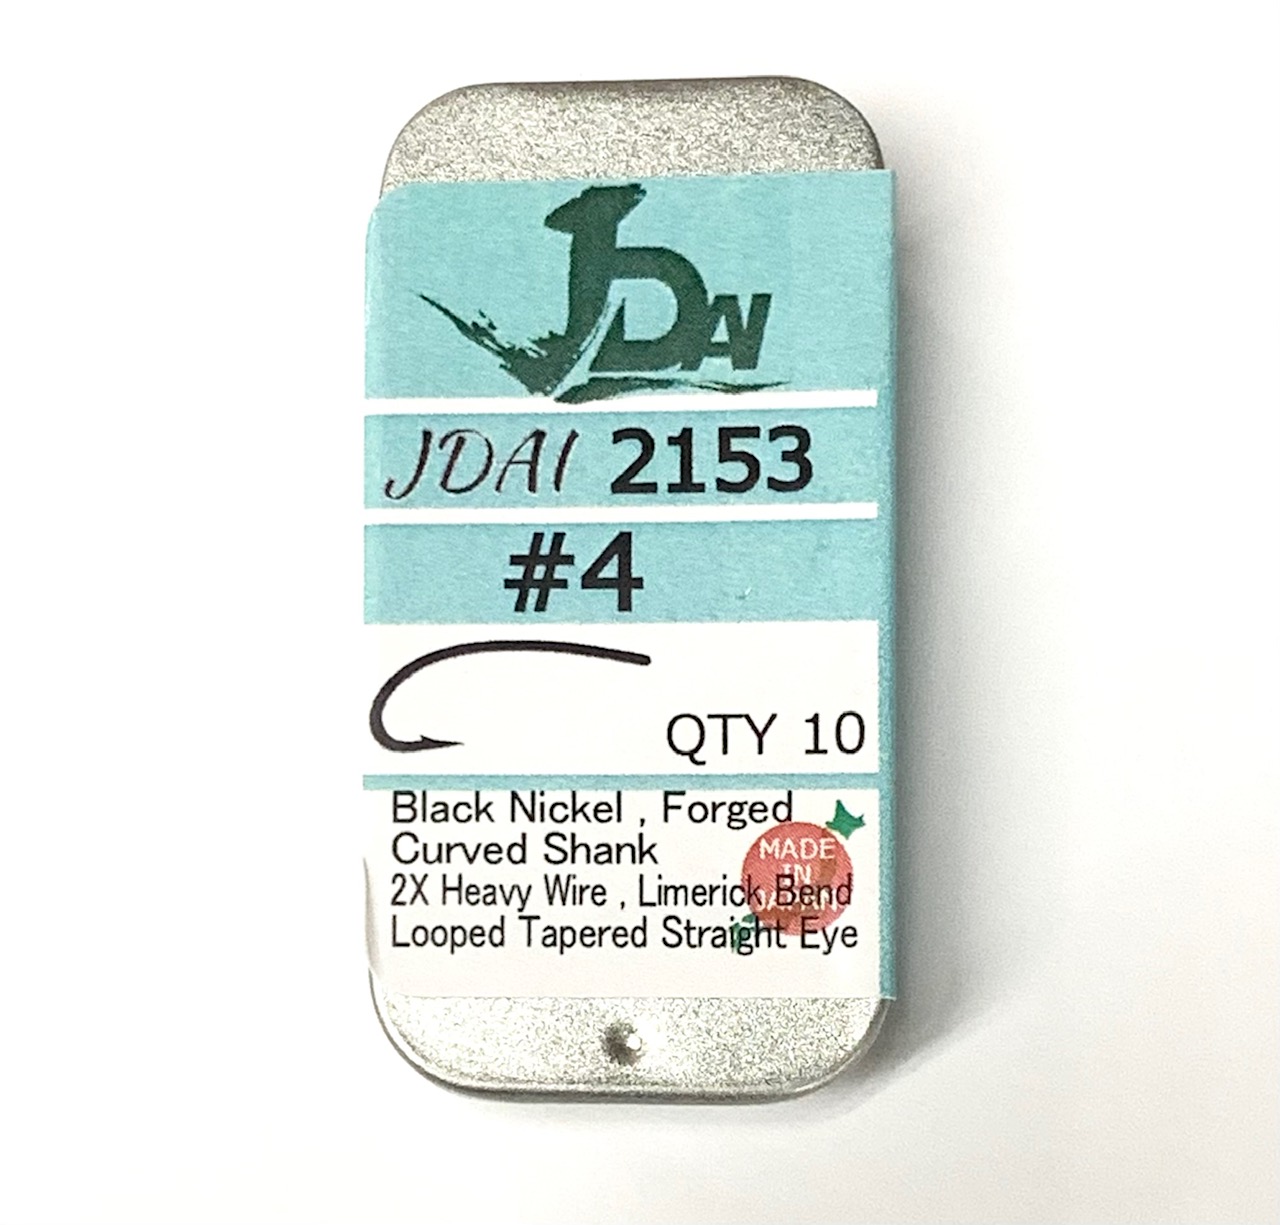 JDAI
JDAI 2153
#4
QTY 10
Black Nickel , Forged
Curved Shank
2X Heavy Wire , Limerick Bend
Looped Tapered Straight Eye
MADE
IN
JAPAN